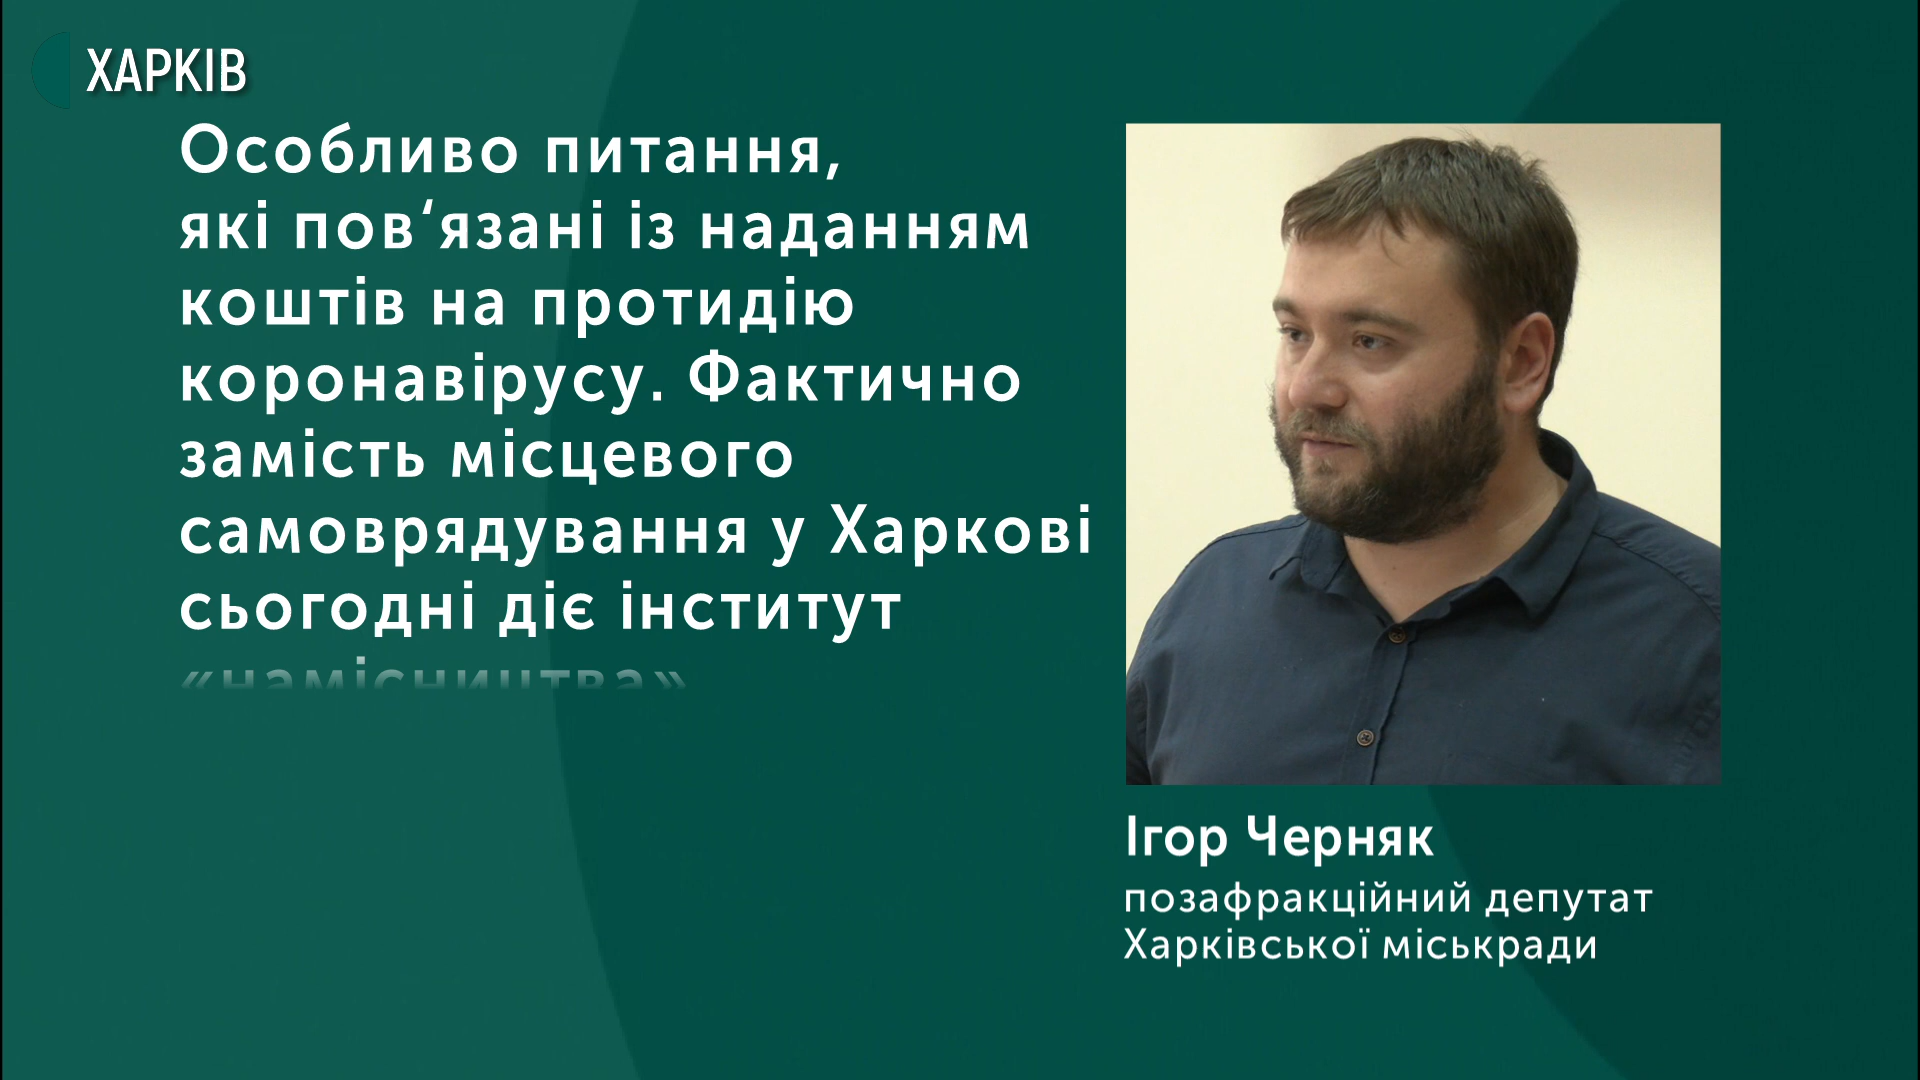 ХАРКІВ
Особливо питання,
які пов‘язані із наданням
коштів на протидію
коронавірусу. Фактично
замість місцевого
самоврядування у Харкові
сьогодні діє інститут
«намісництва»
Ігор Черняк
позафракційний депутат
Харківської міськради